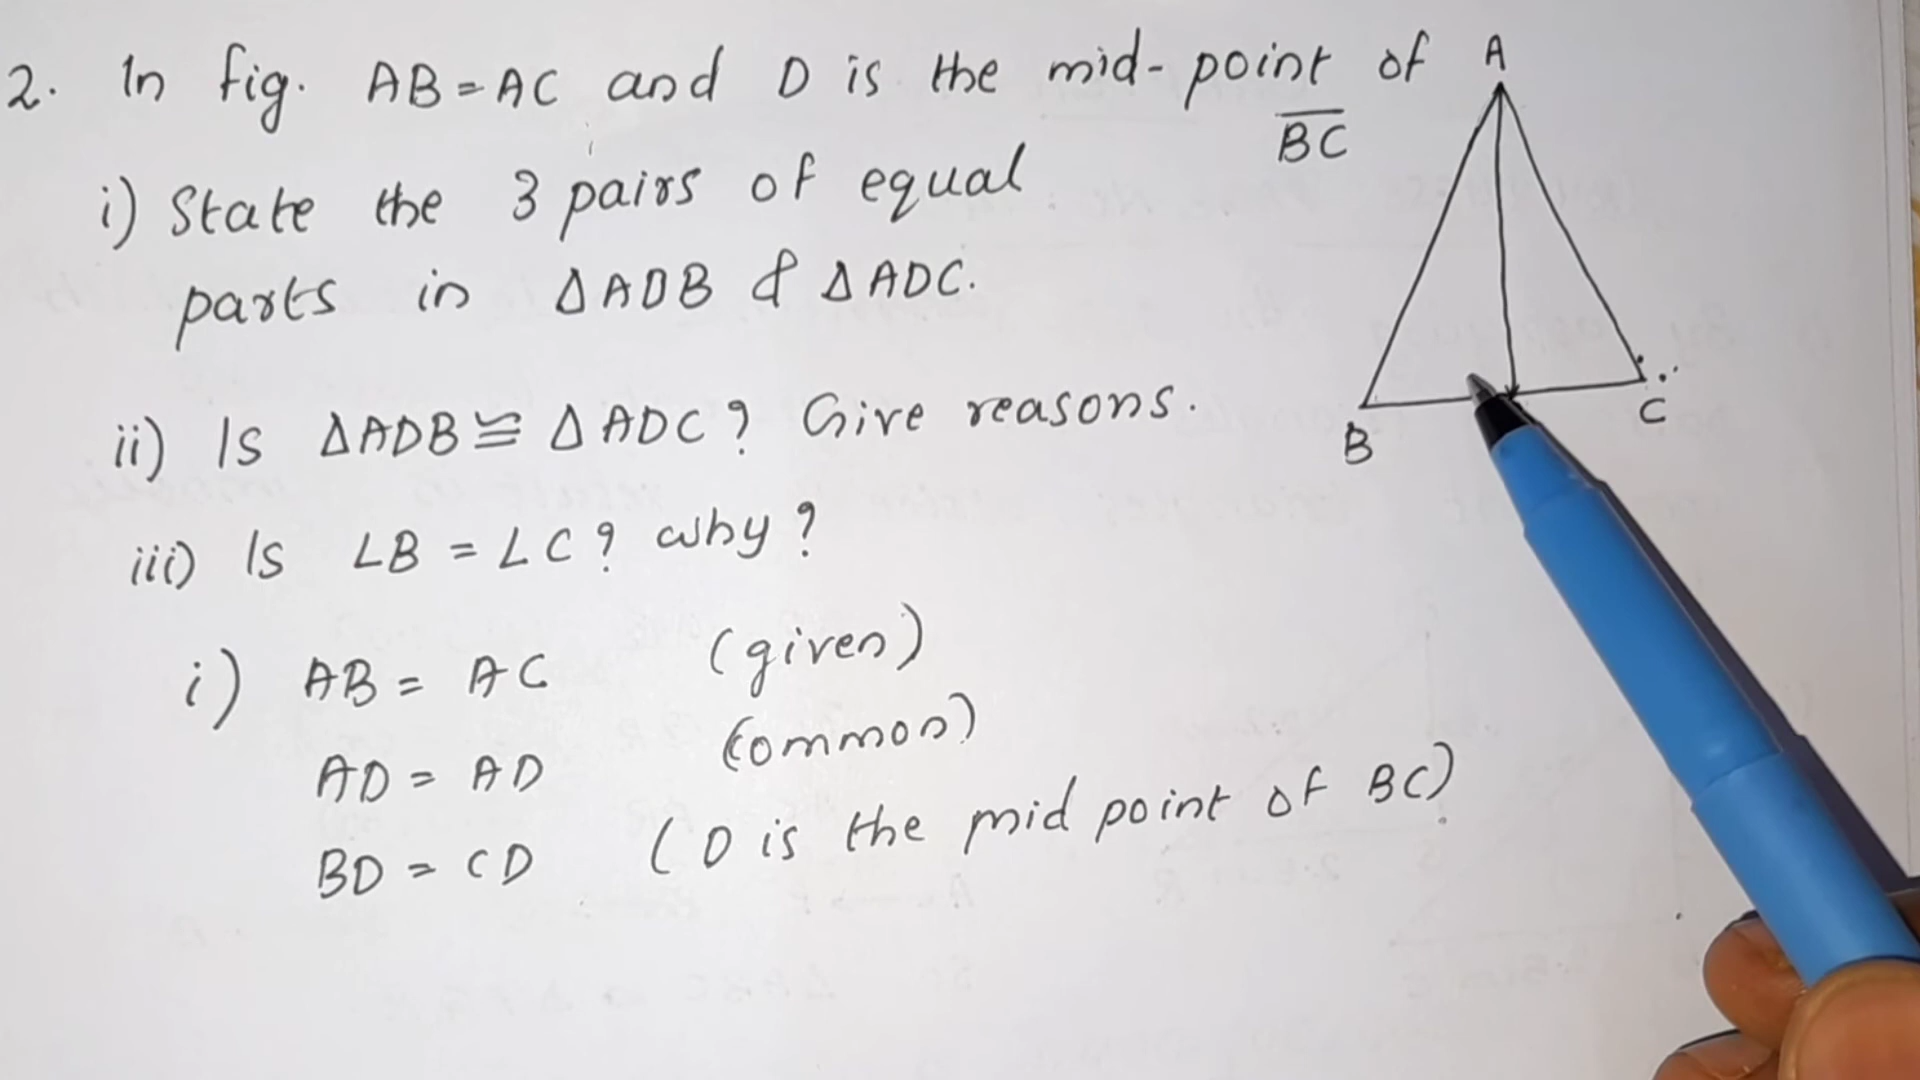 2. In fig. AB = AC and D is the mid-point of
BC
i) State the 3 pairs of equal
parts in ΔADB & ΔADC.
ii) Is ΔADB ≅ ΔADC? Give reasons.
iii) Is ∠B = ∠C? why?
i) AB = AC (given)
AD = AD (common)
BD = CD (D is the mid point of BC)
A
B
C